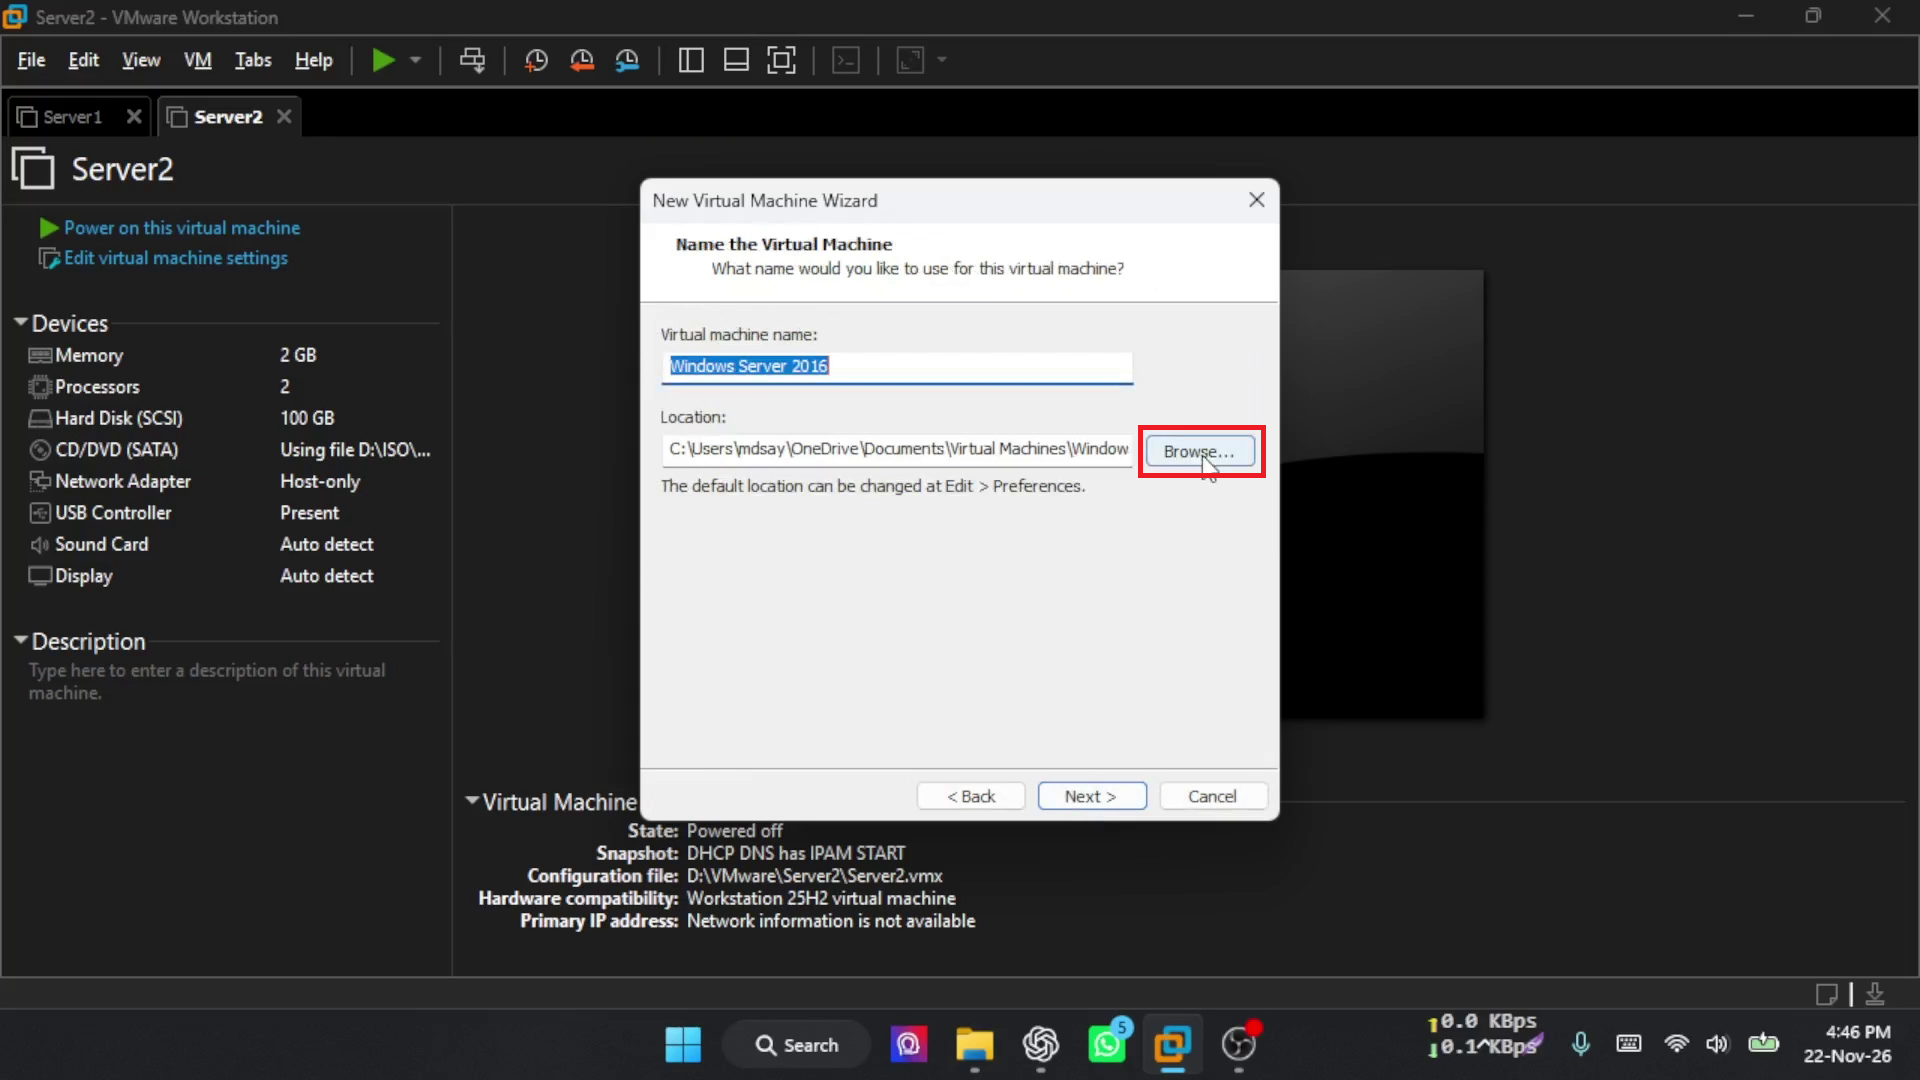 Server2 - VMware Workstation
File Edit View VM Tabs Help
Server1 Server2
Server2
Power on this virtual machine
Edit virtual machine settings
Devices
Memory 2 GB
Processors 2
Hard Disk (SCSI) 100 GB
CD/DVD (SATA) Using file D:\ISO\...
Network Adapter Host-only
USB Controller Present
Sound Card Auto detect
Display Auto detect
Description
Type here to enter a description of this virtual
machine.
New Virtual Machine Wizard
Name the Virtual Machine
What name would you like to use for this virtual machine?
Virtual machine name:
Windows Server 2016
Location:
C:\Users\mdsay\OneDrive\Documents\Virtual Machines\Window
Browse...
The default location can be changed at Edit > Preferences.
< Back Next > Cancel
Virtual Machine
State: Powered off
Snapshot: DHCP DNS has IPAM START
Configuration file: D:\VMware\Server2\Server2.vmx
Hardware compatibility: Workstation 25H2 virtual machine
Primary IP address: Network information is not available
Search
5
0.0 KBps
0.1^KBps
4:46 PM
22-Nov-26